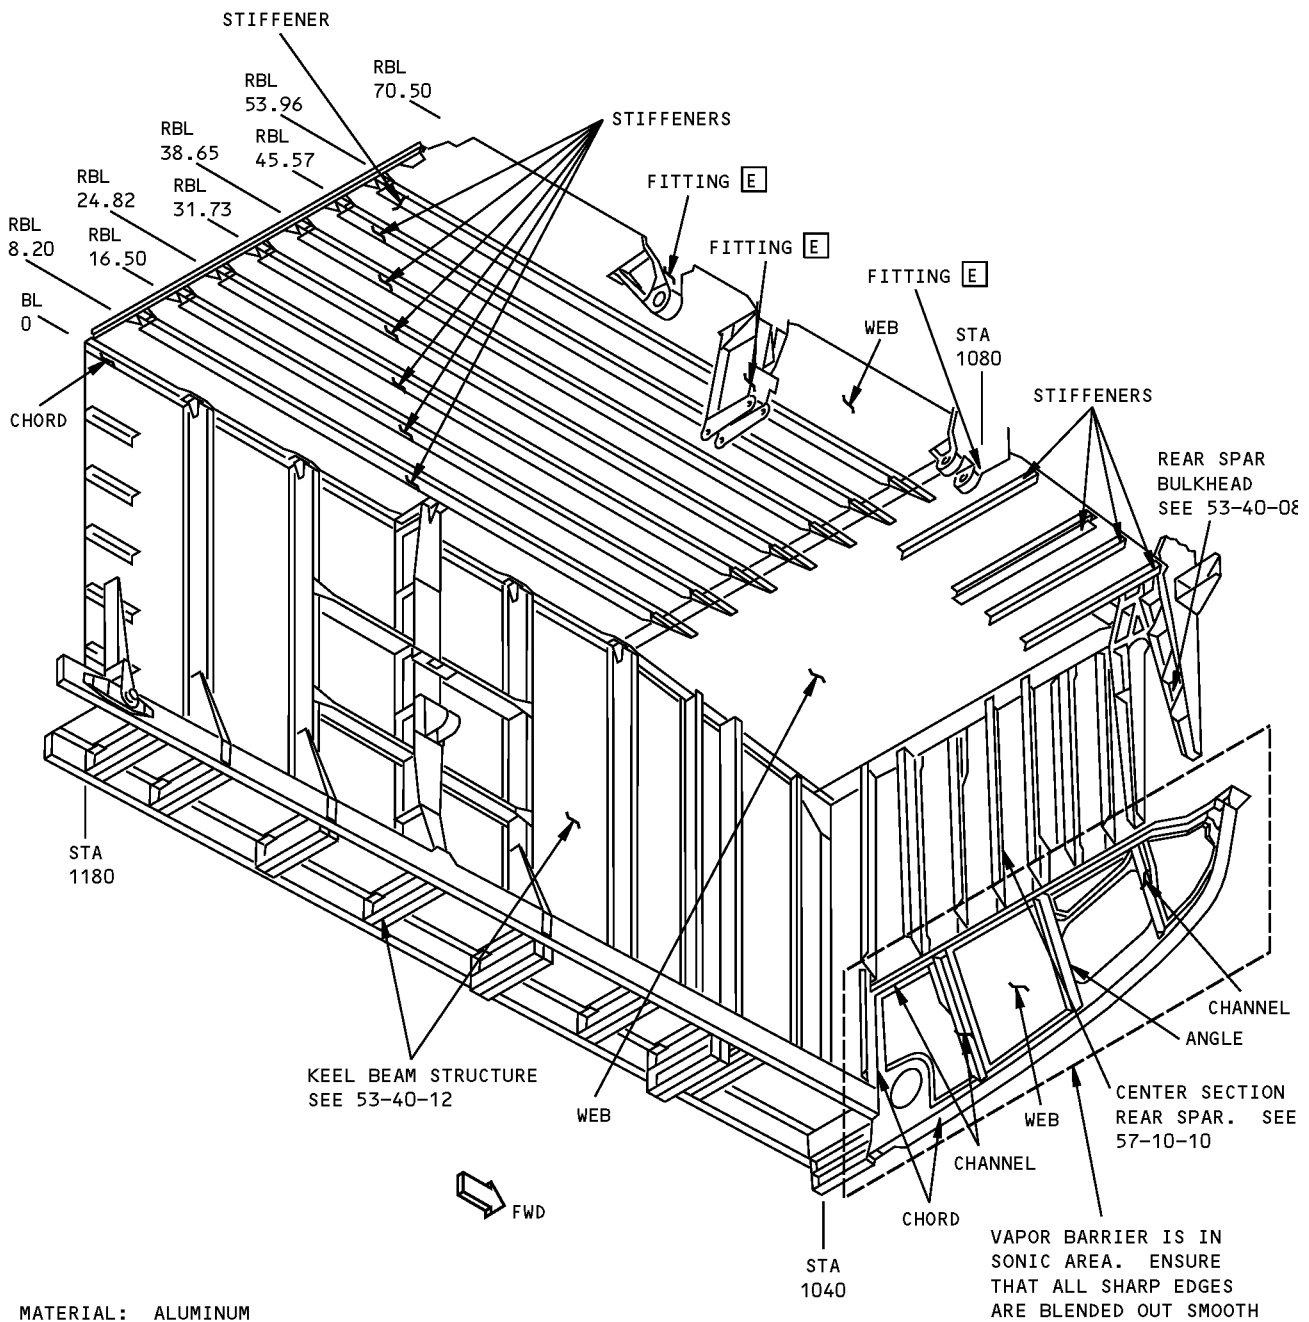 STIFFENER
RBL
70.50
RBL
53.96
RBL
45.57
RBL
38.65
RBL
31.73
RBL
24.82
RBL
16.50
RBL
8.20
BL
0
STIFFENERS
FITTING E
FITTING E
FITTING E
WEB
STA
1080
STIFFENERS
REAR SPAR
BULKHEAD
SEE 53-40-08
CHORD
STA
1180
KEEL BEAM STRUCTURE
SEE 53-40-12
WEB
CHANNEL
ANGLE
CENTER SECTION
REAR SPAR. SEE
57-10-10
WEB
CHANNEL
CHORD
FWD
STA
1040
VAPOR BARRIER IS IN
SONIC AREA. ENSURE
THAT ALL SHARP EDGES
ARE BLENDED OUT SMOOTH
MATERIAL: ALUMINUM